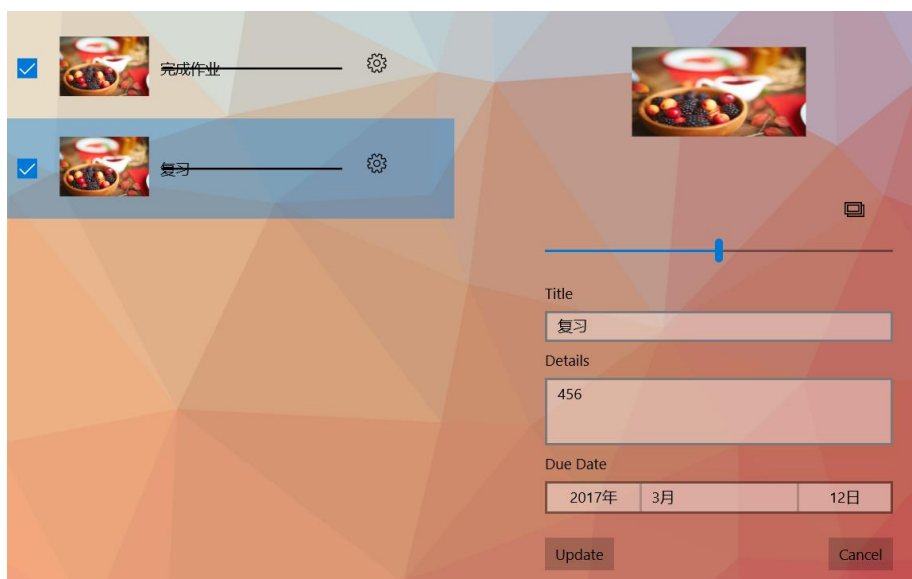 完成作业
复习
Title
复习
Details
456
Due Date
2017年 3月 12日
Update Cancel